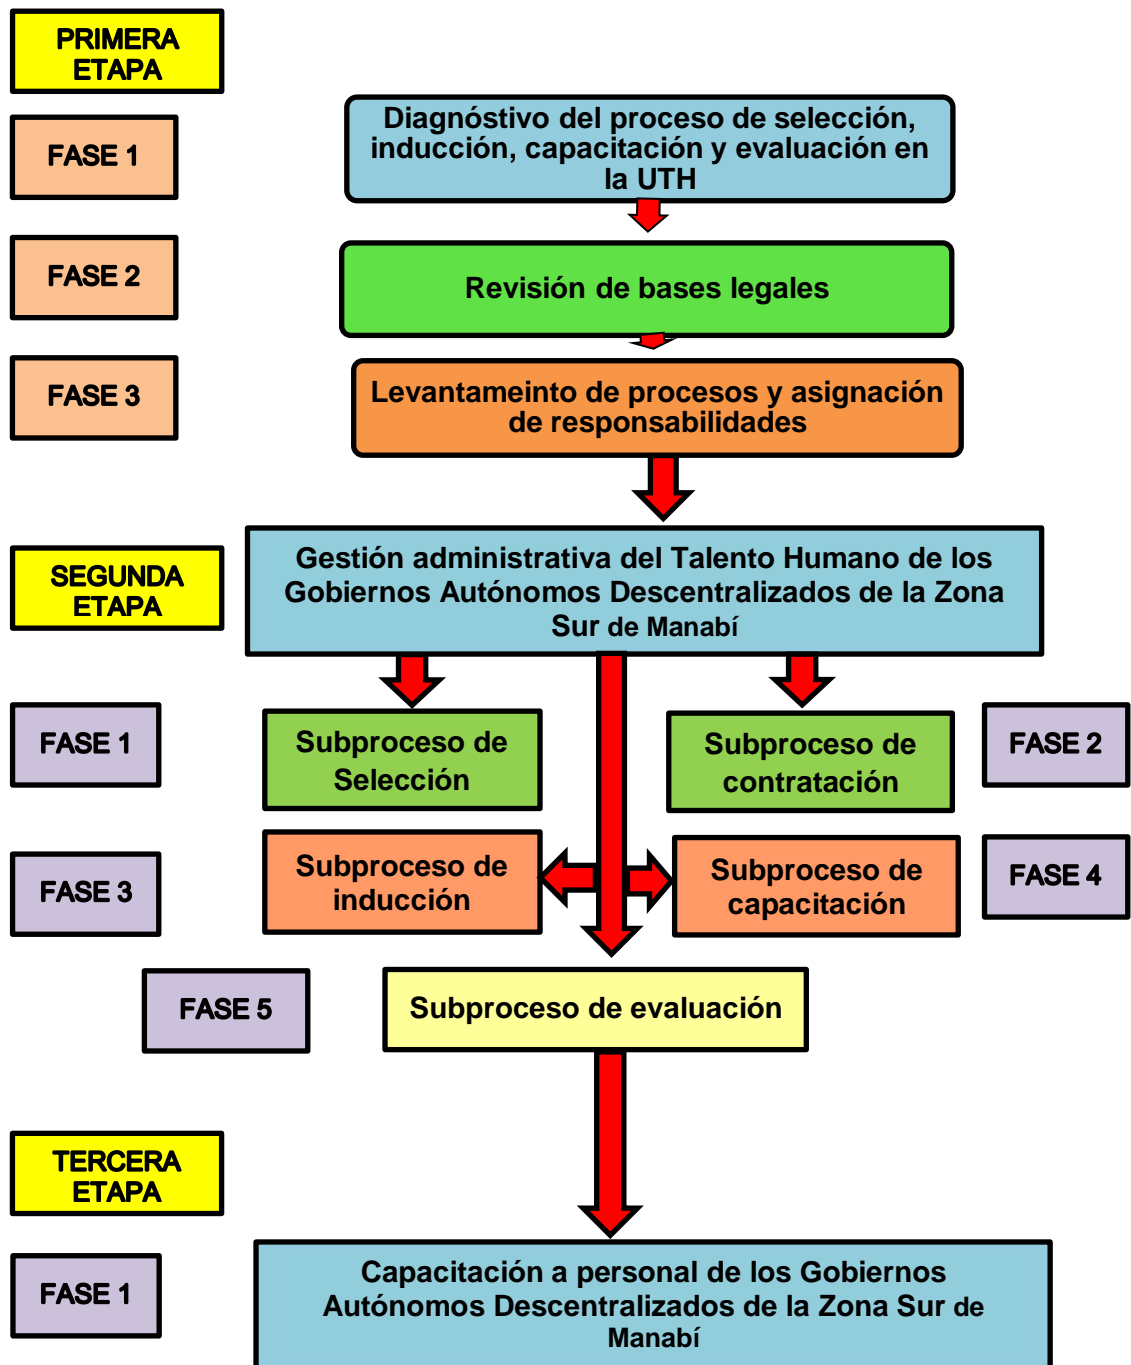 PRIMERA
ETAPA
FASE 1
Diagnóstivo del proceso de selección,
inducción, capacitación y evaluación en
la UTH
FASE 2
Revisión de bases legales
FASE 3
Levantameinto de procesos y asignación
de responsabilidades
SEGUNDA
ETAPA
Gestión administrativa del Talento Humano de los
Gobiernos Autónomos Descentralizados de la Zona
Sur de Manabí
FASE 1
Subproceso de
Selección
Subproceso de
contratación
FASE 2
FASE 3
Subproceso de
inducción
Subproceso de
capacitación
FASE 4
FASE 5
Subproceso de evaluación
TERCERA
ETAPA
FASE 1
Capacitación a personal de los Gobiernos
Autónomos Descentralizados de la Zona Sur de
Manabí